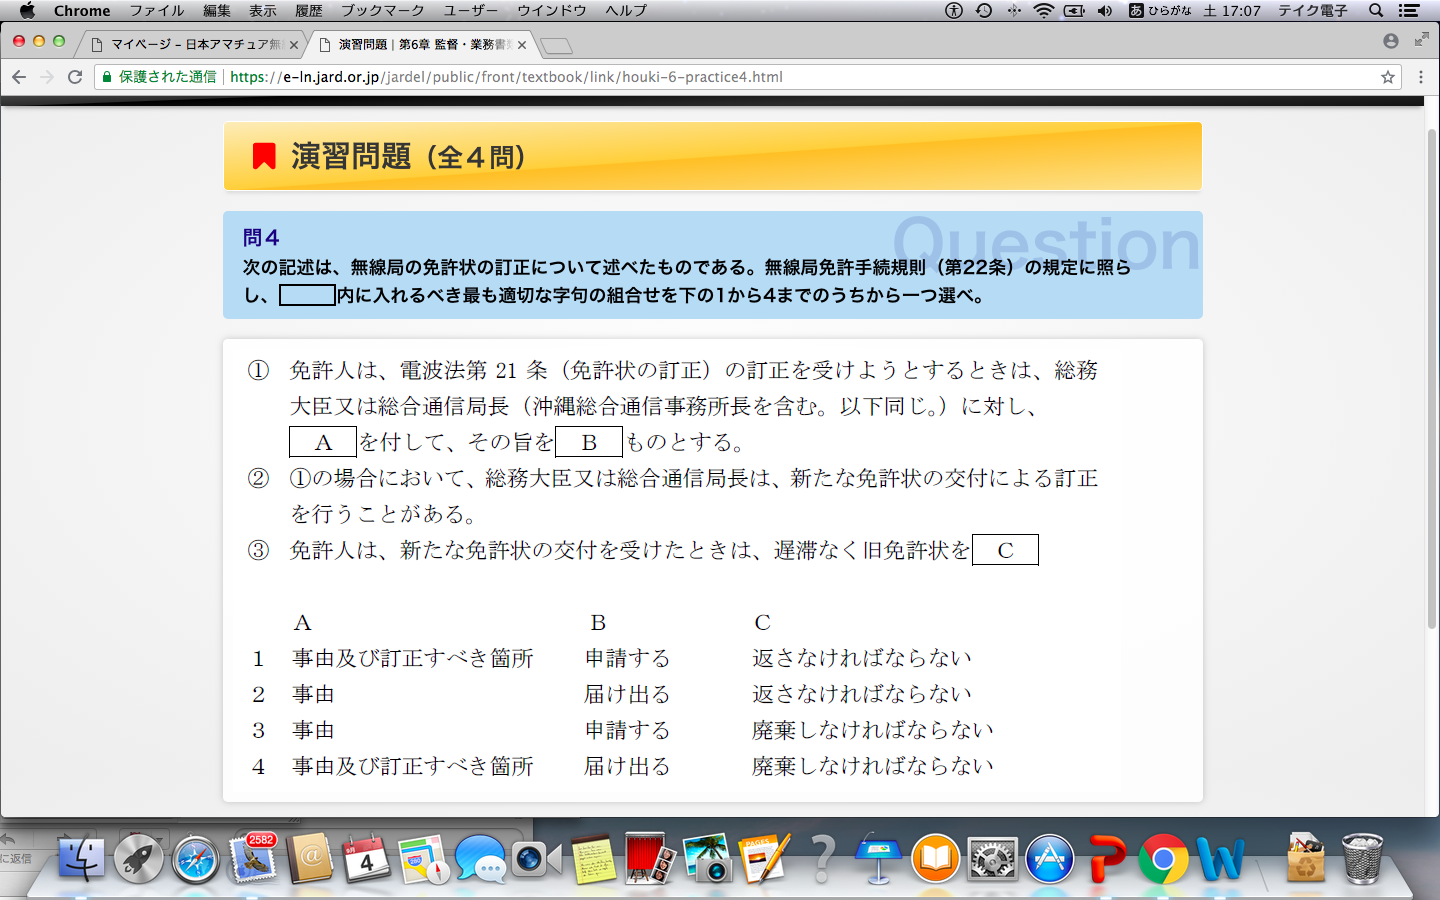 Chrome ファイル 編集 表示 履歴 ブックマーク ユーザー ウインドウ ヘルプ あ ひらがな 土 17:07 テイク電子
マイページ – 日本アマチュア無 × 演習問題 | 第6章 監督・業務書 ×
保護された通信 https://e-ln.jard.or.jp/jardel/public/front/textbook/link/houki-6-practice4.html
演習問題（全４問）
Question
問４
次の記述は、無線局の免許状の訂正について述べたものである。無線局免許手続規則（第22条）の規定に照ら
し、内に入れるべき最も適切な字句の組合せを下の1から4までのうちから一つ選べ。
① 免許人は、電波法第 21 条（免許状の訂正）の訂正を受けようとするときは、総務
大臣又は総合通信局長（沖縄総合通信事務所長を含む。以下同じ。）に対し、
A を付して、その旨を B ものとする。
② ①の場合において、総務大臣又は総合通信局長は、新たな免許状の交付による訂正
を行うことがある。
③ 免許人は、新たな免許状の交付を受けたときは、遅滞なく旧免許状を C
A B C
1 事由及び訂正すべき箇所 申請する 返さなければならない
2 事由 届け出る 返さなければならない
3 事由 申請する 廃棄しなければならない
4 事由及び訂正すべき箇所 届け出る 廃棄しなければならない
に返信
2582
9月
4
280
PAGES